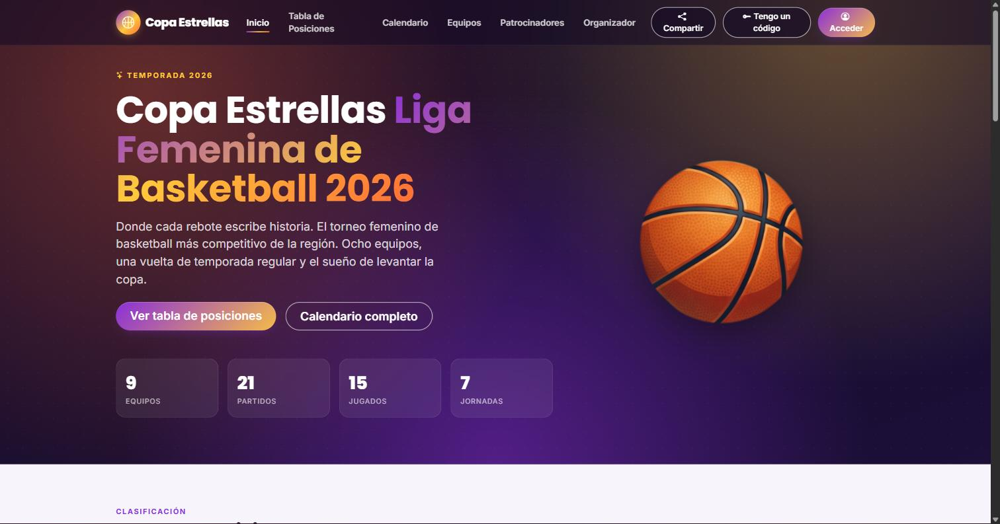 Copa Estrellas
Inicio
Tabla de
Posiciones
Calendario
Equipos
Patrocinadores
Organizador
Compartir
Tengo un
código
Acceder
TEMPORADA 2026
Copa Estrellas Liga
Femenina de
Basketball 2026
Donde cada rebote escribe historia. El torneo femenino de
basketball más competitivo de la región. Ocho equipos,
una vuelta de temporada regular y el sueño de levantar la
copa.
Ver tabla de posiciones
Calendario completo
9
EQUIPOS
21
PARTIDOS
15
JUGADOS
7
JORNADAS
CLASIFICACIÓN